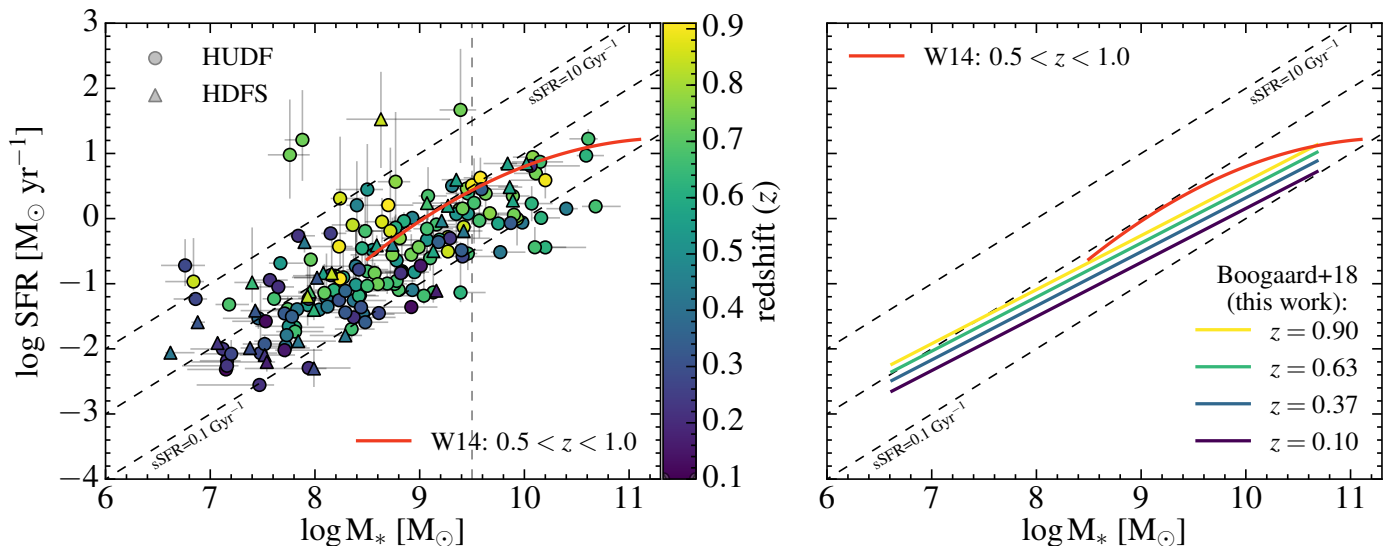 3
2
1
0
−1
−2
−3
−4
log SFR [M⊙ yr⁻¹]
HUDF
HDFS
sSFR=10 Gyr⁻¹
sSFR=0.1 Gyr⁻¹
W14: 0.5 < z < 1.0
6 7 8 9 10 11
log M∗ [M⊙]
0.9
0.8
0.7
0.6
0.5
0.4
0.3
0.2
0.1
redshift (z)
W14: 0.5 < z < 1.0
sSFR=10 Gyr⁻¹
sSFR=0.1 Gyr⁻¹
Boogaard+18
(this work):
z = 0.90
z = 0.63
z = 0.37
z = 0.10
6 7 8 9 10 11
log M∗ [M⊙]